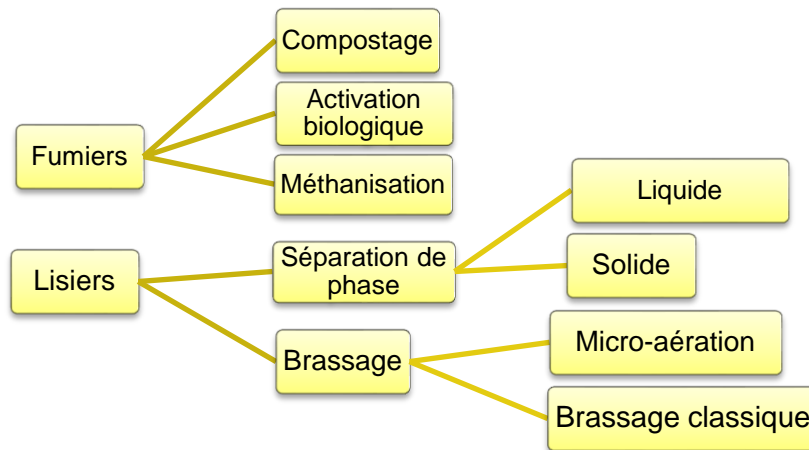 Compostage
Activation
biologique
Fumiers
Méthanisation
Liquide
Séparation de
phase
Solide
Lisiers
Brassage
Micro-aération
Brassage classique